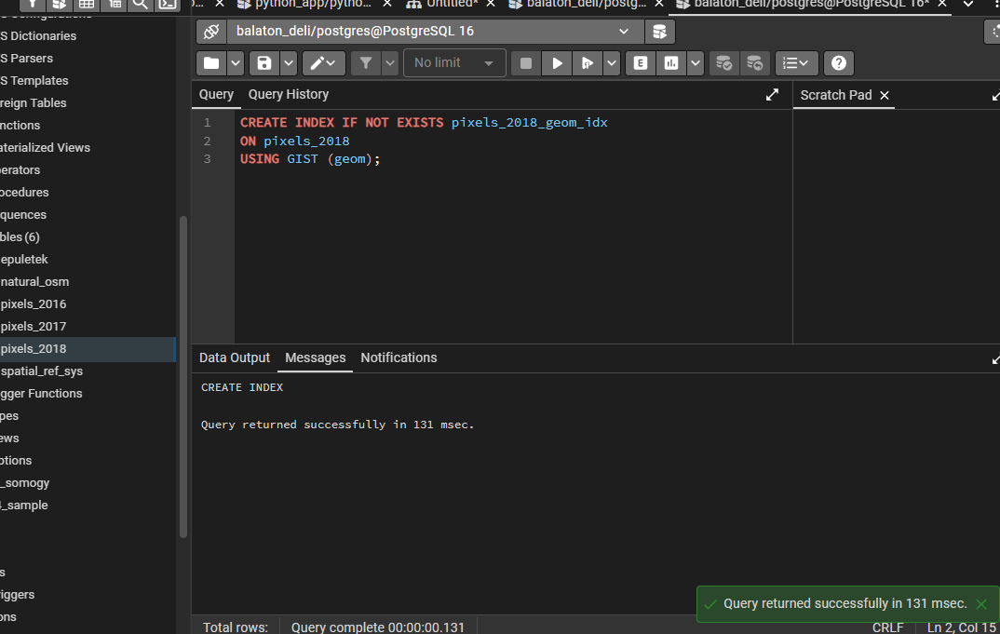 python_app/pytho...
Untitled*
balaton_deli/postg...
balaton_deli/postgres@PostgreSQL 16*
S Dictionaries
S Parsers
S Templates
reign Tables
nctions
aterialized Views
erators
ocedures
quences
bles (6)
epuletek
natural_osm
pixels_2016
pixels_2017
pixels_2018
spatial_ref_sys
gger Functions
pes
ews
ptions
_somogy
4_sample
s
iggers
ons
balaton_deli/postgres@PostgreSQL 16
No limit
E
Query
Query History
Scratch Pad
1 CREATE INDEX IF NOT EXISTS pixels_2018_geom_idx
2 ON pixels_2018
3 USING GIST (geom);
Data Output
Messages
Notifications
CREATE INDEX
Query returned successfully in 131 msec.
Query returned successfully in 131 msec.
Total rows:
Query complete 00:00:00.131
CRLF
Ln 2, Col 15